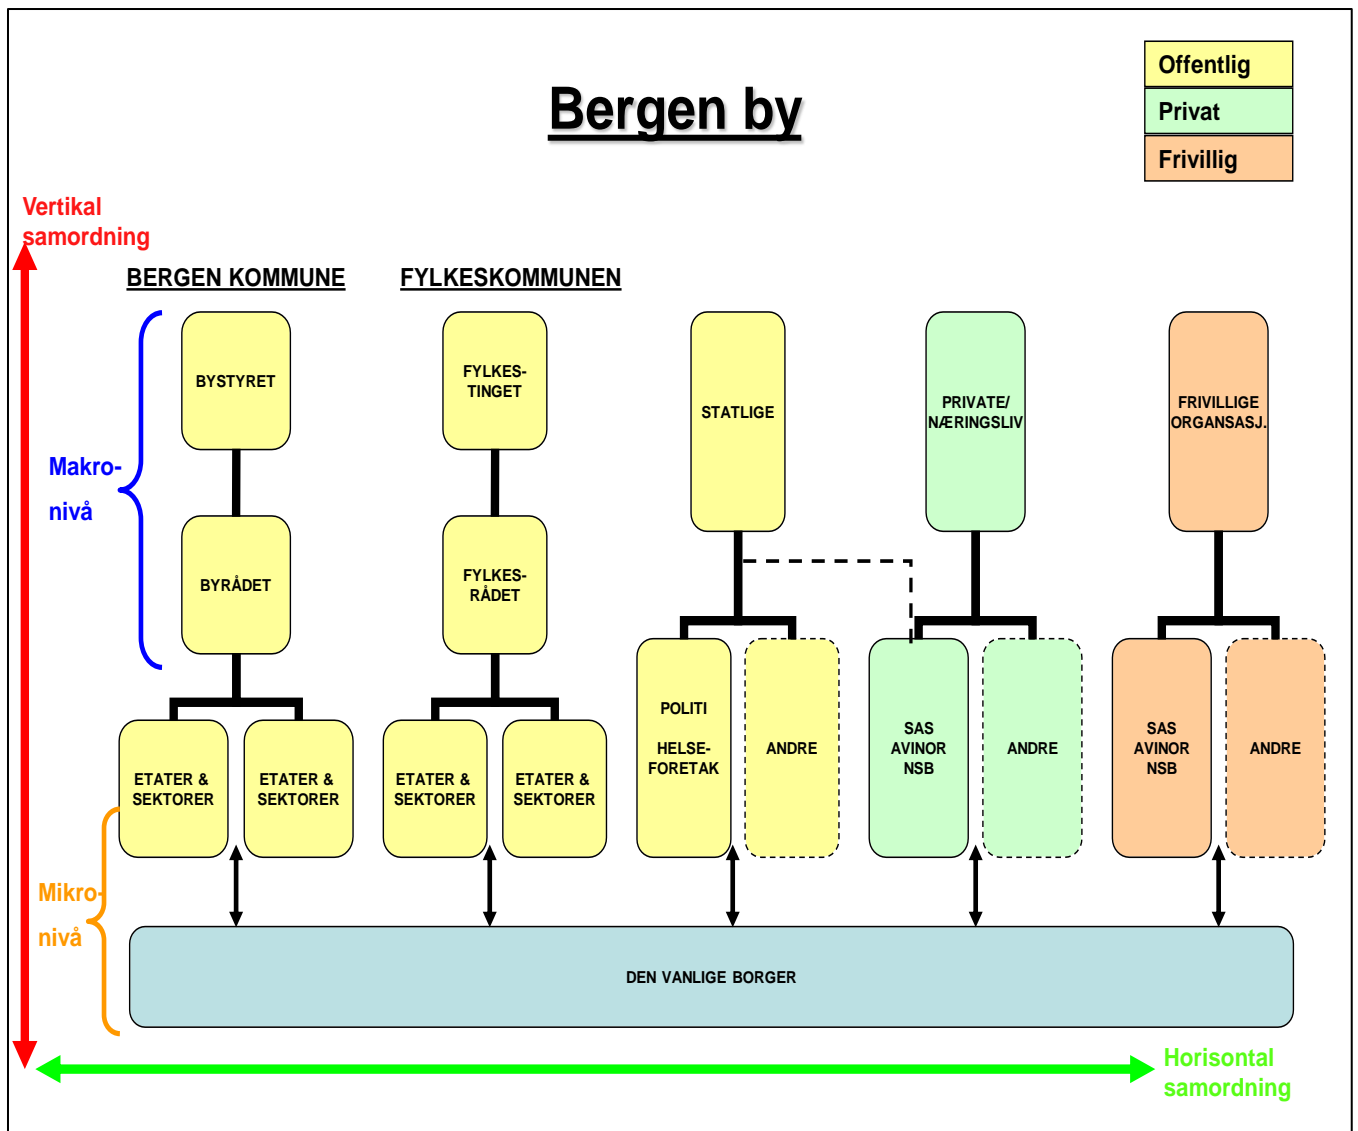 Bergen by
Offentlig
Privat
Frivillig
Vertikal
samordning
BERGEN KOMMUNE
FYLKESKOMMUNEN
BYSTYRET
FYLKES-
TINGET
STATLIGE
PRIVATE/
NÆRINGSLIV
FRIVILLIGE
ORGANSASJ.
Makro-
nivå
BYRÅDET
FYLKES-
RÅDET
ETATER &
SEKTORER
ETATER &
SEKTORER
ETATER &
SEKTORER
ETATER &
SEKTORER
POLITI
HELSE-
FORETAK
ANDRE
SAS
AVINOR
NSB
ANDRE
SAS
AVINOR
NSB
ANDRE
Mikro-
nivå
DEN VANLIGE BORGER
Horisontal
samordning